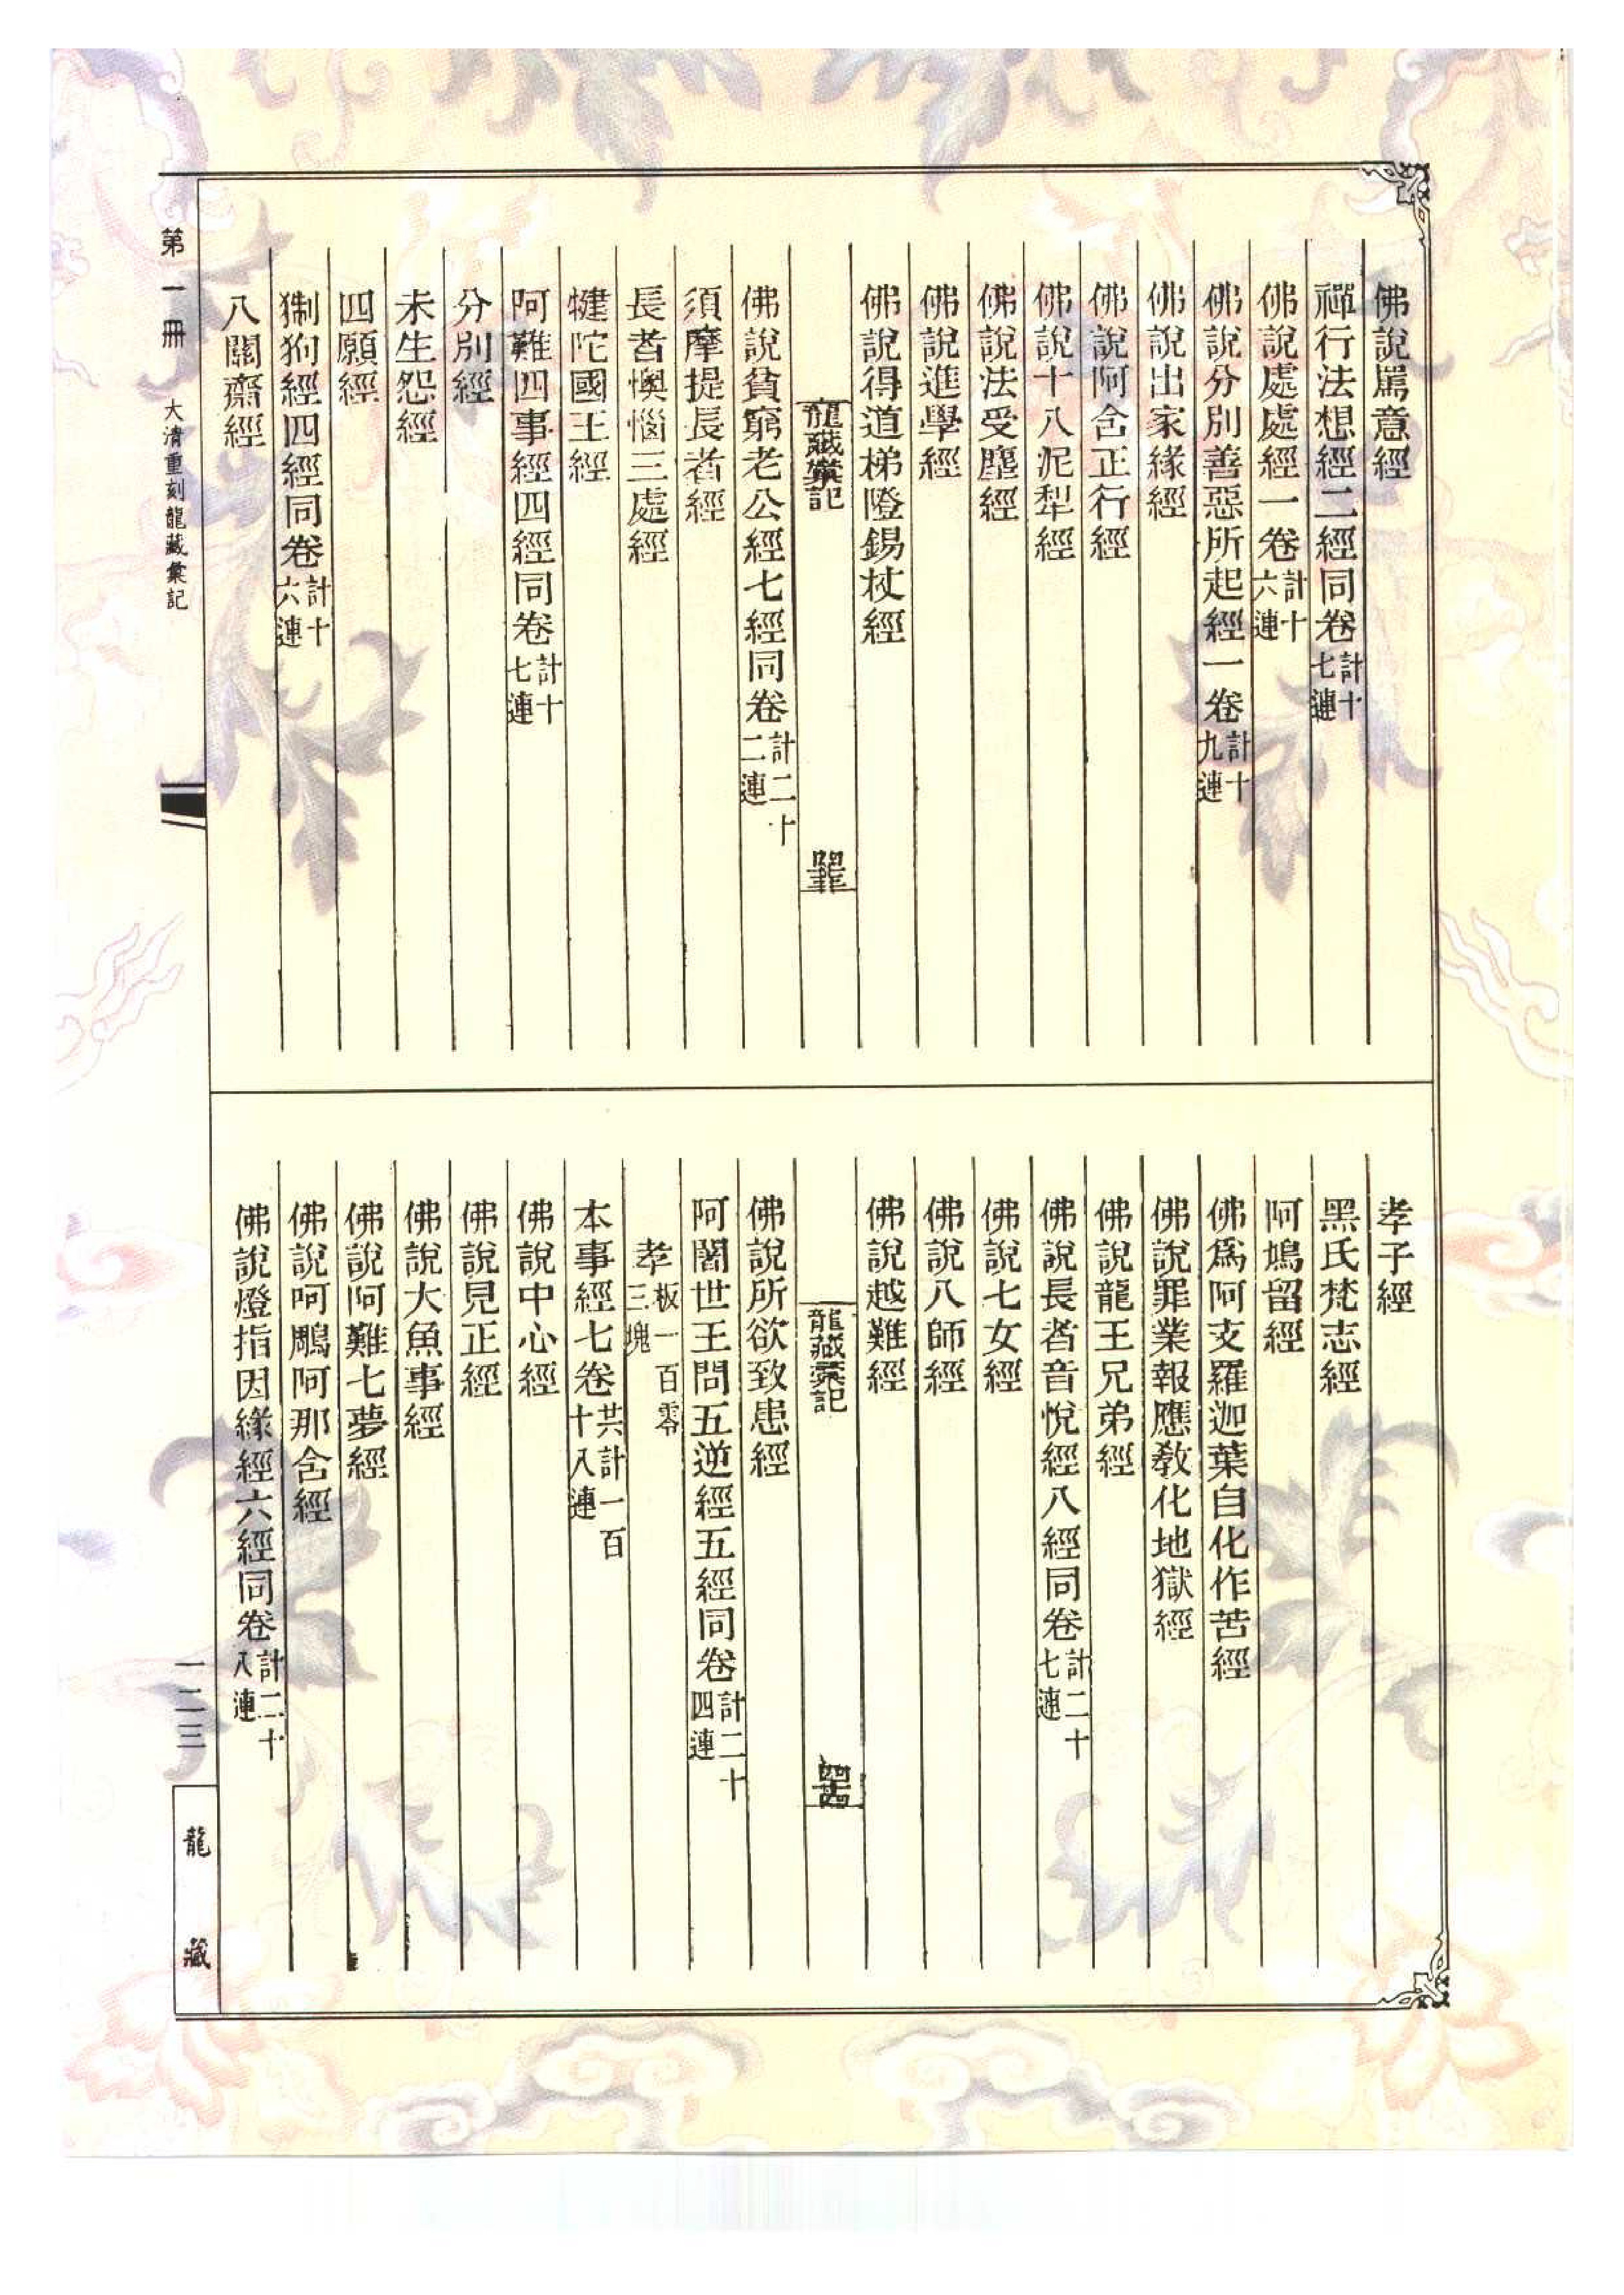 佛說罵意經
禪行法想經二經同卷計十七連
佛說處處經一卷計十六連
佛說分別善惡所起經一卷計十九連
佛說出家緣經
佛說阿含正行經
佛說十八泥犁經
佛說法受塵經
佛說進學經
佛說得道梯隥錫杖經
龍藏彙記
佛說貧窮老公經七經同卷計二十二連
須摩提長者經
長者懊惱三處經
犍陀國王經
阿難四事經四經同卷計十七連
分別經
未生怨經
四願經
猘狗經四經同卷計十六連
八關齋經
孝子經
黑氏梵志經
阿鳩留經
佛爲阿支羅迦葉自化作苦經
佛說罪業報應教化地獄經
佛說龍王兄弟經
佛說長者音悅經八經同卷計二十七連
佛說七女經
佛說八師經
佛說越難經
龍藏彙記
佛說所欲致患經
阿闍世王問五逆經五經同卷計二十四連
孝板一百零三塊
本事經七卷共計一百十八連
佛說中心經
佛說見正經
佛說大魚事經
佛說阿難七夢經
佛說呵鵰阿那含經
佛說燈指因緣經六經同卷計二十八連
第一冊
大清重刻龍藏彙記
一二三
龍藏